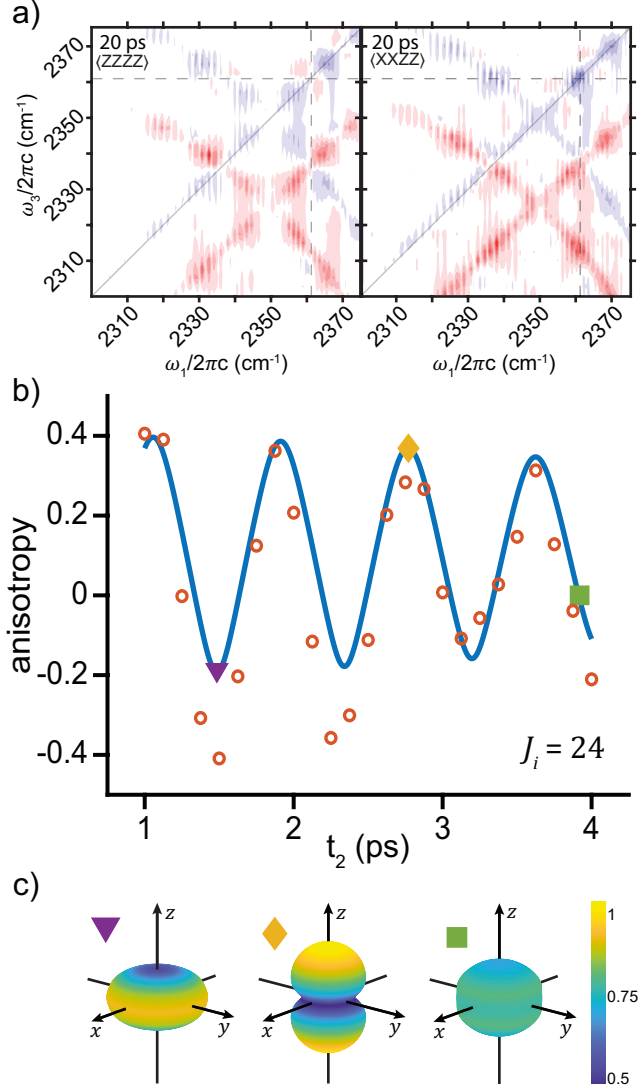 a)
20 ps
⟨ZZZZ⟩
20 ps
⟨XXZZ⟩
2370
2350
2330
2310
ω₃/2πc (cm⁻¹)
2310
2330
2350
2370
2310
2330
2350
2370
ω₁/2πc (cm⁻¹)
ω₁/2πc (cm⁻¹)
b)
0.4
0.2
0
-0.2
-0.4
anisotropy
Jᵢ = 24
1
2
3
4
t₂ (ps)
c)
z
x
y
z
x
y
z
x
y
1
0.75
0.5